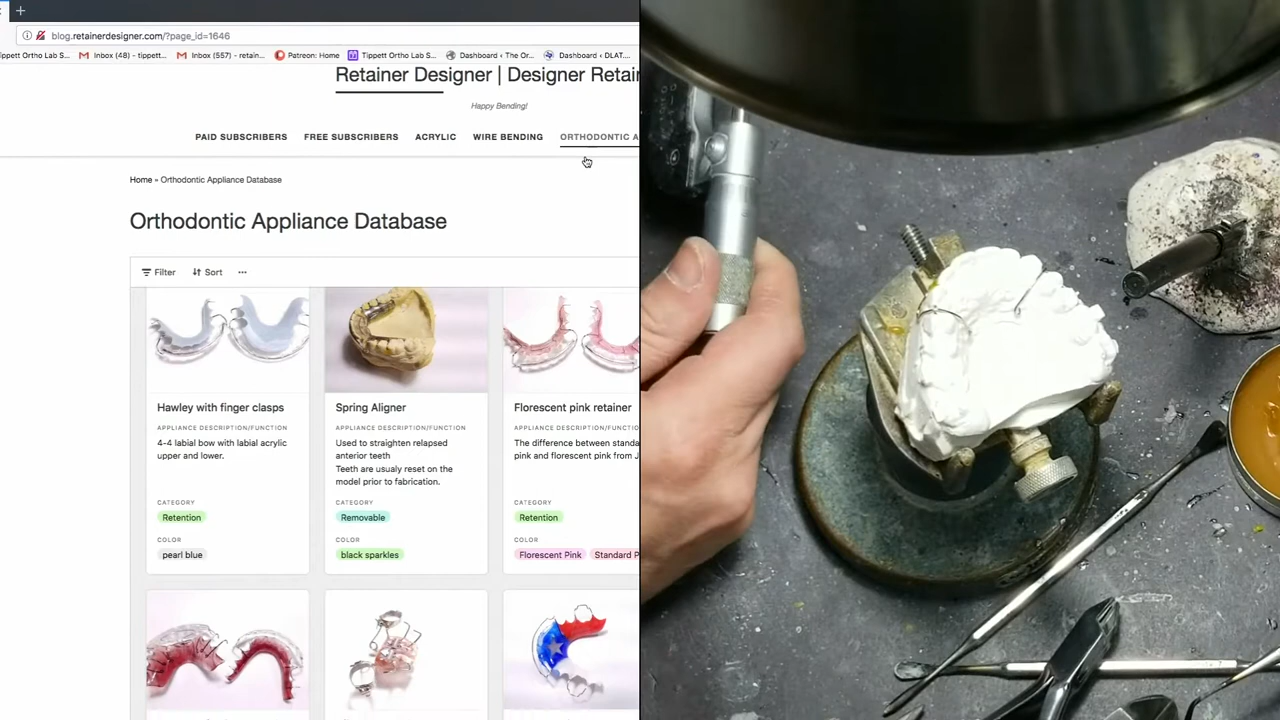 +
blog.retainerdesigner.com/?page_id=1646
ppett Ortho Lab S... Inbox (48) – tippett... Inbox (557) – retain... Patreon: Home Tippett Ortho Lab S... Dashboard ‹ The Or... Dashboard ‹ DLAT...
Retainer Designer | Designer Retai
Happy Bending!
PAID SUBSCRIBERS FREE SUBSCRIBERS ACRYLIC WIRE BENDING ORTHODONTIC A
Home » Orthodontic Appliance Database
Orthodontic Appliance Database
Filter Sort ...
Hawley with finger clasps
APPLIANCE DESCRIPTION/FUNCTION
4-4 labial bow with labial acrylic
upper and lower.
CATEGORY
Retention
COLOR
pearl blue
Spring Aligner
APPLIANCE DESCRIPTION/FUNCTION
Used to straighten relapsed
anterior teeth
Teeth are usualy reset on the
model prior to fabrication.
CATEGORY
Removable
COLOR
black sparkles
Florescent pink retainer
APPLIANCE DESCRIPTION/FUNCTION
The difference between standa
pink and florescent pink from J
CATEGORY
Retention
COLOR
Florescent Pink Standard P